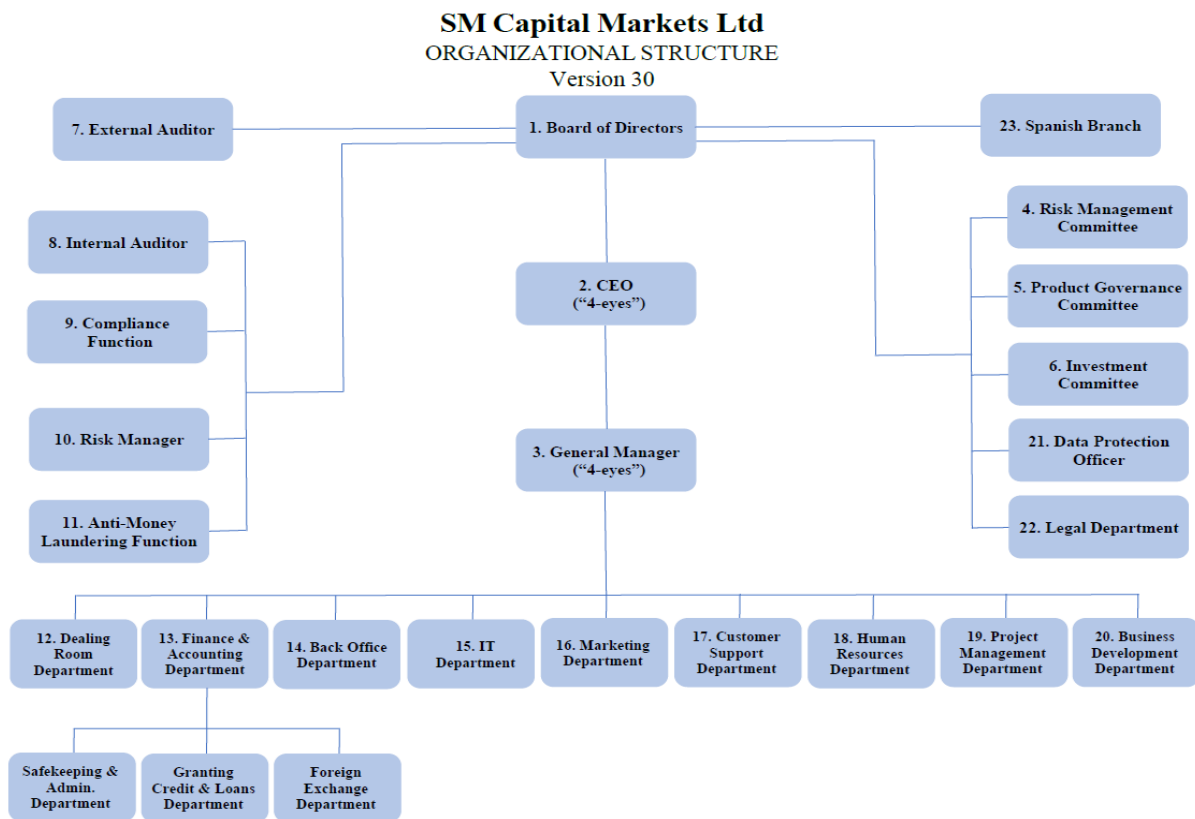 SM Capital Markets Ltd
ORGANIZATIONAL STRUCTURE
Version 30
7. External Auditor
1. Board of Directors
23. Spanish Branch
8. Internal Auditor
9. Compliance
Function
10. Risk Manager
11. Anti-Money
Laundering Function
2. CEO
(“4-eyes”)
3. General Manager
(“4-eyes”)
4. Risk Management
Committee
5. Product Governance
Committee
6. Investment
Committee
21. Data Protection
Officer
22. Legal Department
12. Dealing
Room
Department
13. Finance &
Accounting
Department
14. Back Office
Department
15. IT
Department
16. Marketing
Department
17. Customer
Support
Department
18. Human
Resources
Department
19. Project
Management
Department
20. Business
Development
Department
Safekeeping &
Admin.
Department
Granting
Credit & Loans
Department
Foreign
Exchange
Department